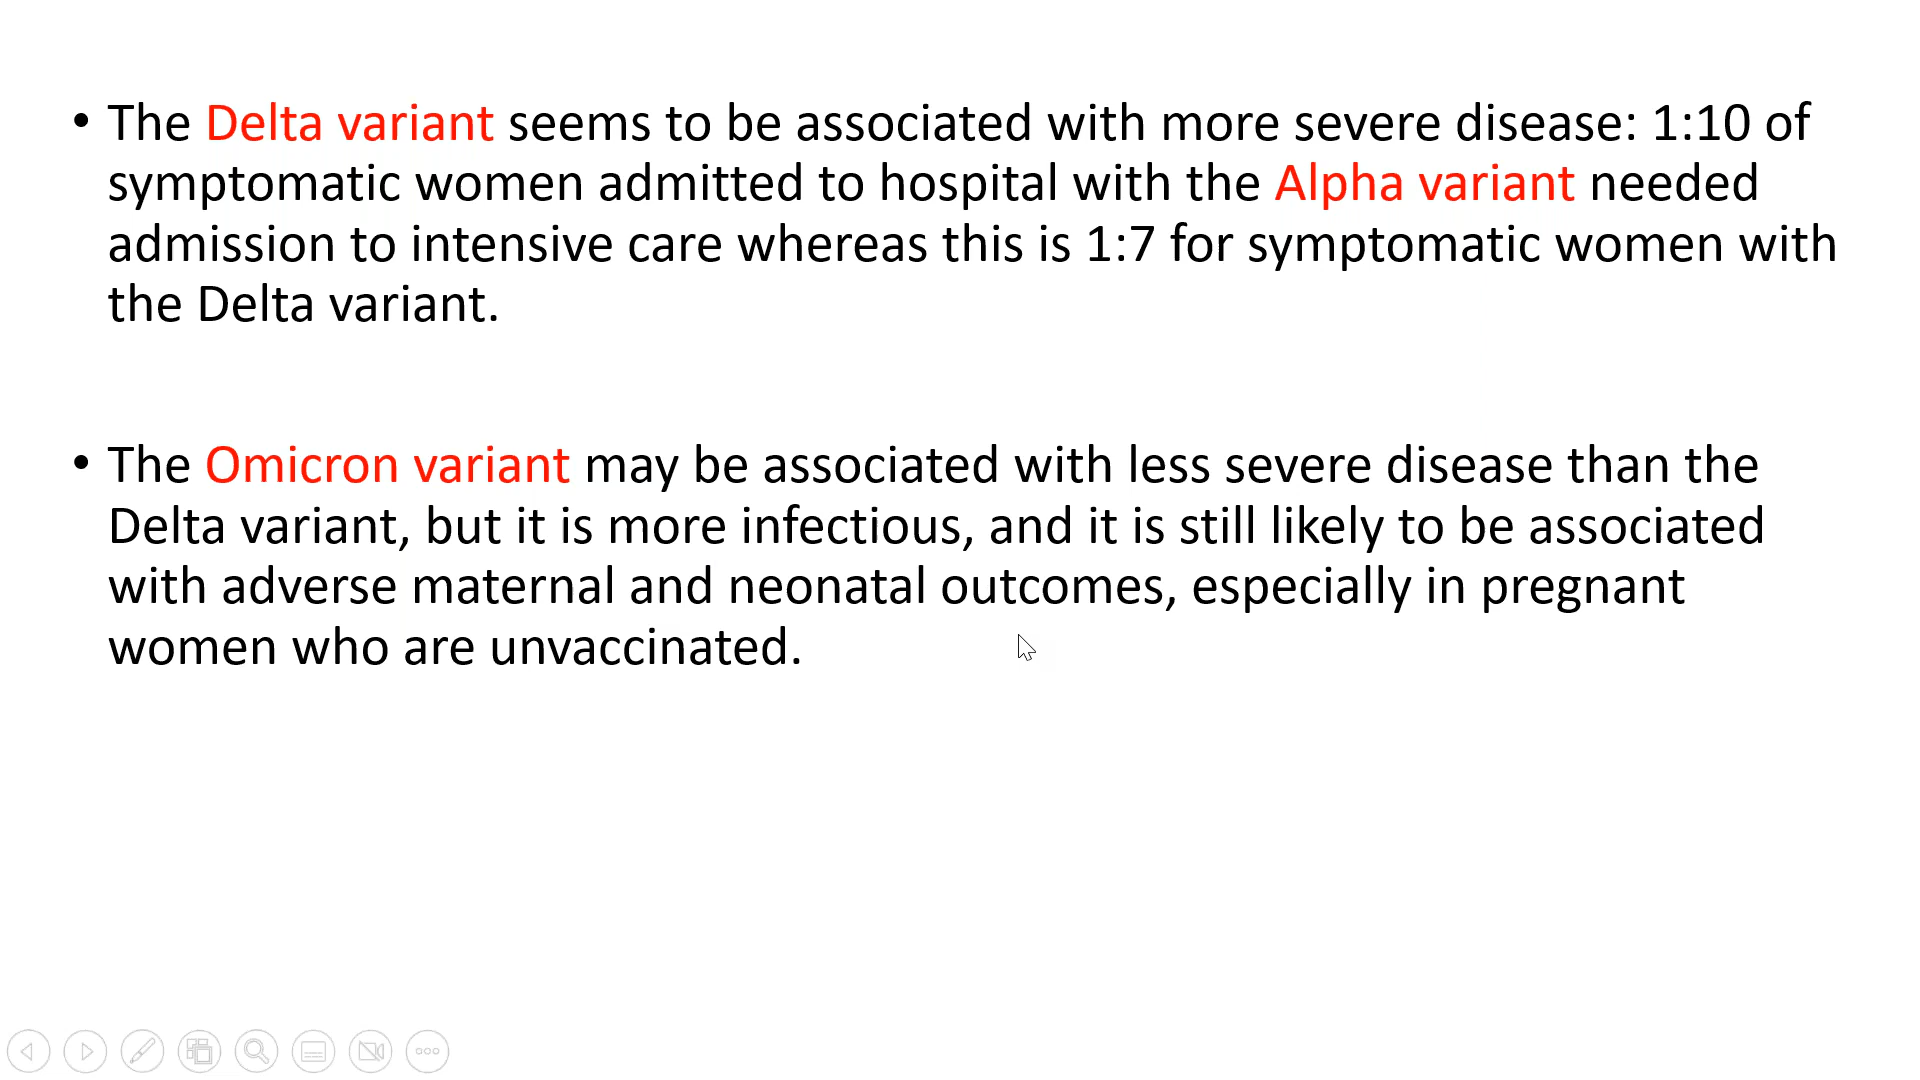 • The Delta variant seems to be associated with more severe disease: 1:10 of
symptomatic women admitted to hospital with the Alpha variant needed
admission to intensive care whereas this is 1:7 for symptomatic women with
the Delta variant.
• The Omicron variant may be associated with less severe disease than the
Delta variant, but it is more infectious, and it is still likely to be associated
with adverse maternal and neonatal outcomes, especially in pregnant
women who are unvaccinated.